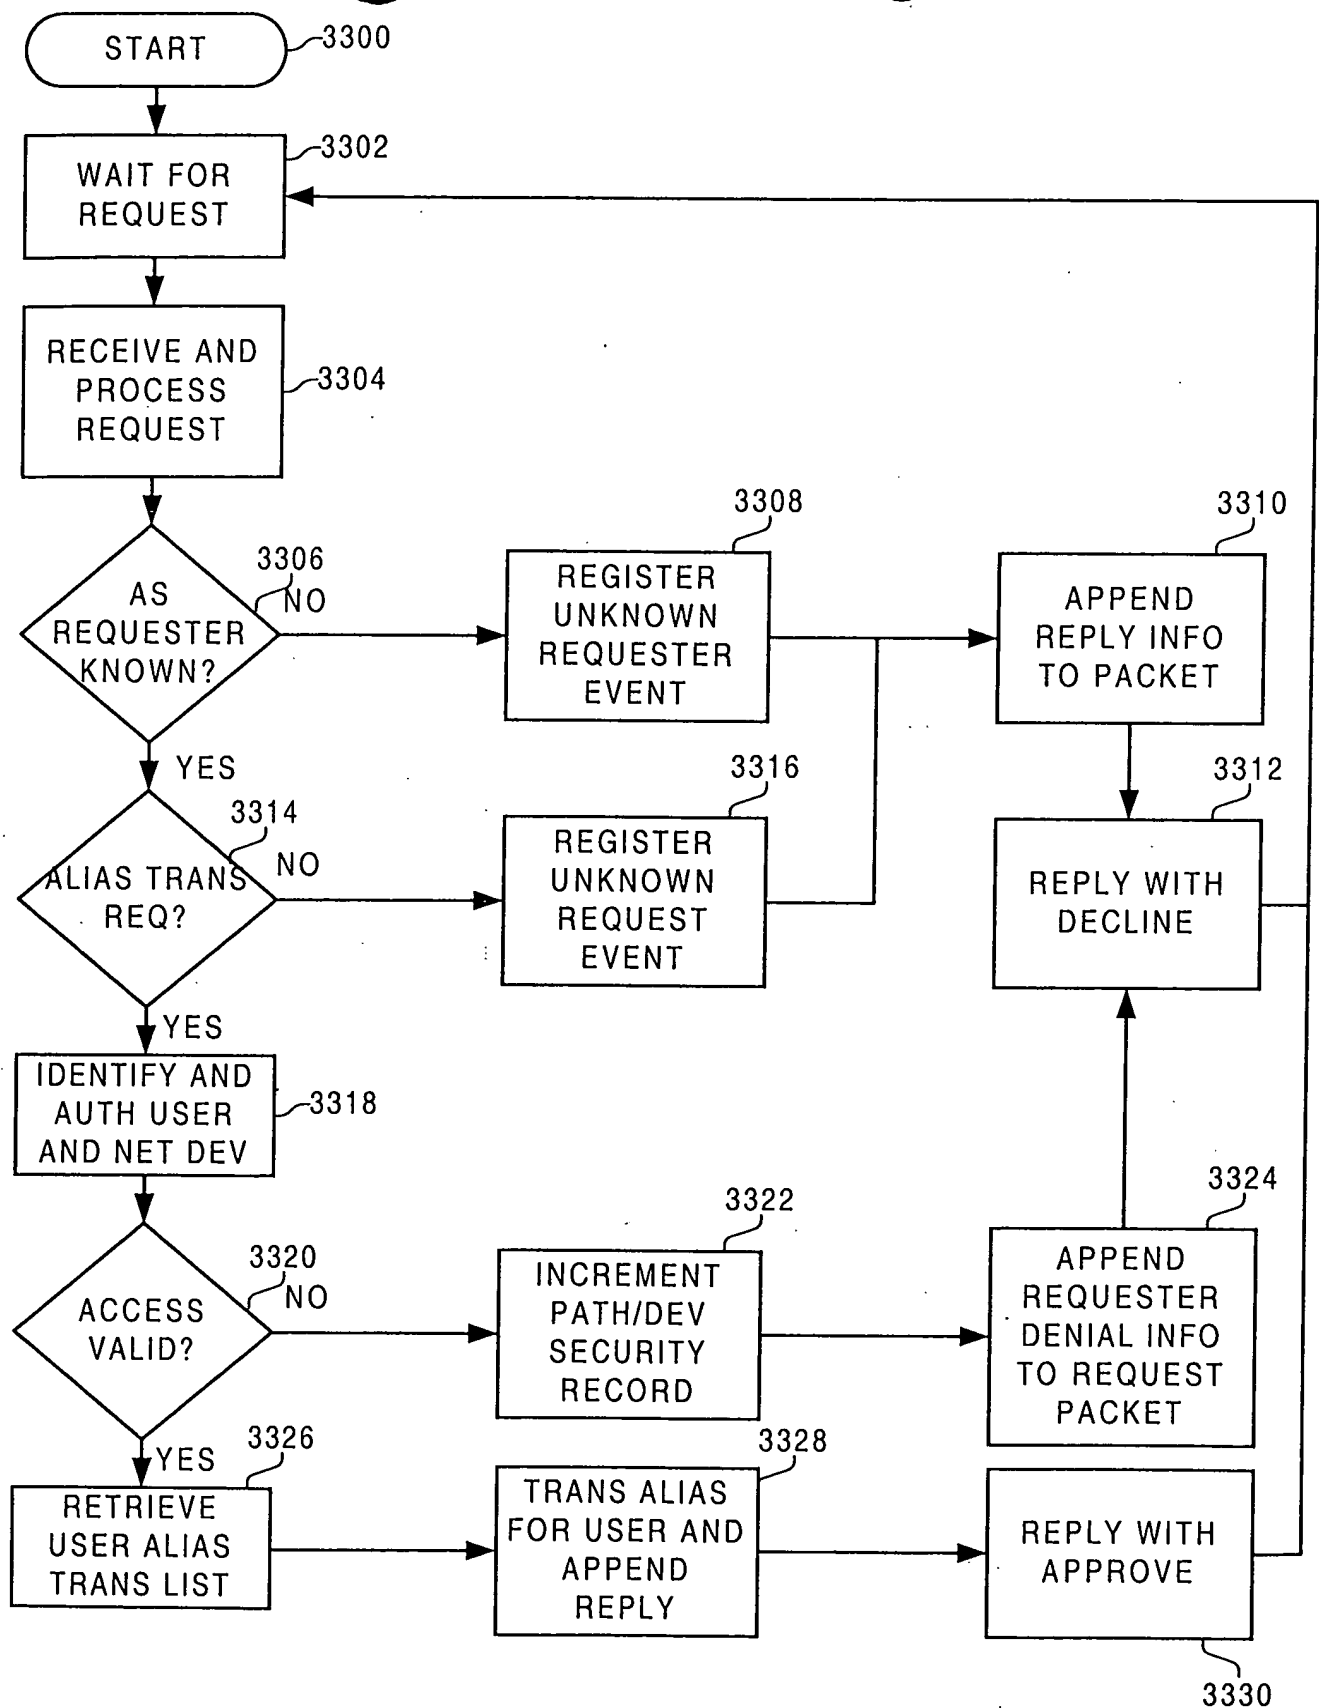 START
3300
WAIT FOR
REQUEST
3302
RECEIVE AND
PROCESS
REQUEST
3304
AS
REQUESTER
KNOWN?
3306
NO
YES
REGISTER
UNKNOWN
REQUESTER
EVENT
3308
APPEND
REPLY INFO
TO PACKET
3310
ALIAS TRANS
REQ?
3314
NO
YES
REGISTER
UNKNOWN
REQUEST
EVENT
3316
REPLY WITH
DECLINE
3312
IDENTIFY AND
AUTH USER
AND NET DEV
3318
ACCESS
VALID?
3320
NO
YES
INCREMENT
PATH/DEV
SECURITY
RECORD
3322
APPEND
REQUESTER
DENIAL INFO
TO REQUEST
PACKET
3324
RETRIEVE
USER ALIAS
TRANS LIST
3326
TRANS ALIAS
FOR USER AND
APPEND
REPLY
3328
REPLY WITH
APPROVE
3330